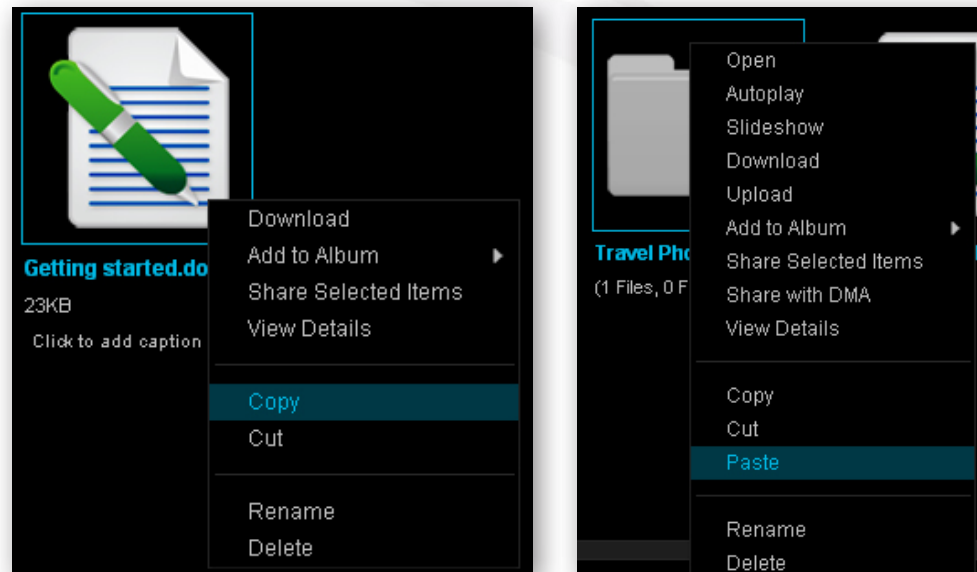 Getting started.do
23KB
Click to add caption
Download
Add to Album
Share Selected Items
View Details
Copy
Cut
Rename
Delete
Travel Pho
(1 Files, 0 F
Open
Autoplay
Slideshow
Download
Upload
Add to Album
Share Selected Items
Share with DMA
View Details
Copy
Cut
Paste
Rename
Delete